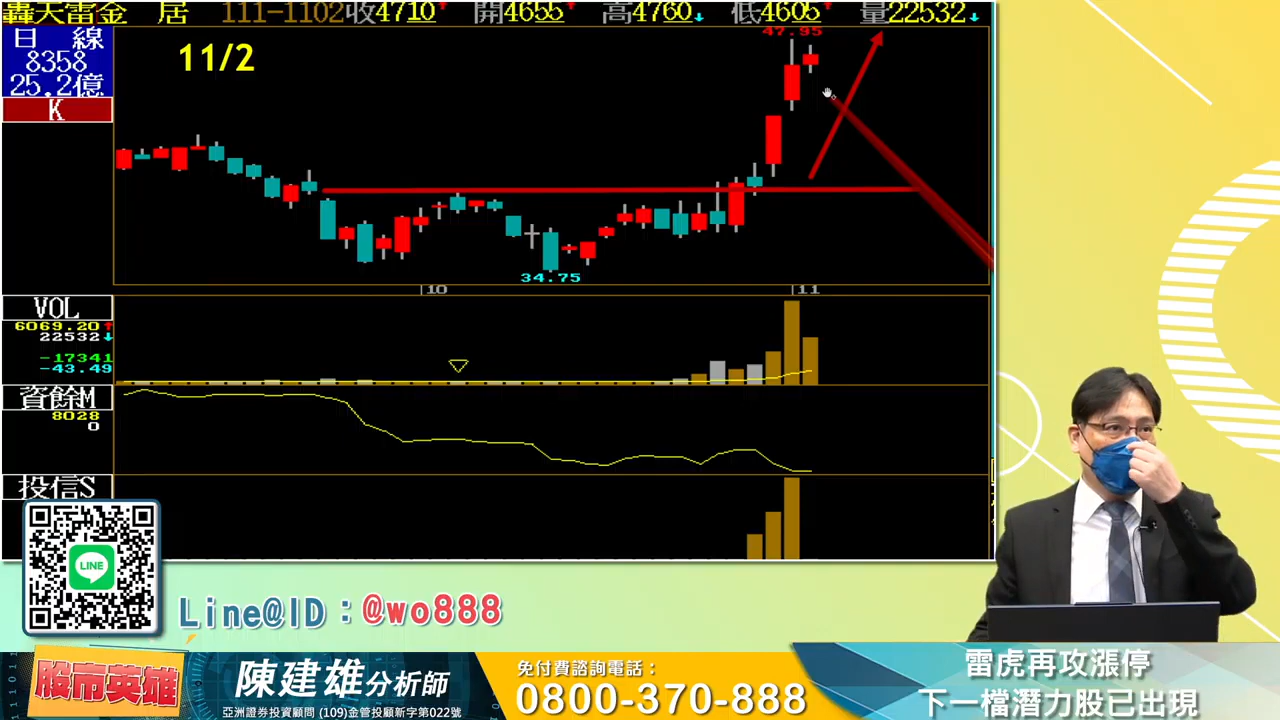 轟天雷金 居 111-1102收4710↑ 開4655↑ 高4760↓ 低4605↑ 量22532↓
日 線
8358
25.2億
K
11/2
47.95
34.75
10
11
VOL
6069.20↑
22532↓
-17341
-43.49
資餘M
8028
0
投信S
LINE
Line@ID：@wo888
股市英雄
陳建雄分析師
亞洲證券投資顧問 (109)金管投顧新字第022號
免付費諮詢電話：
0800-370-888
雷虎再攻漲停
下一檔潛力股已出現